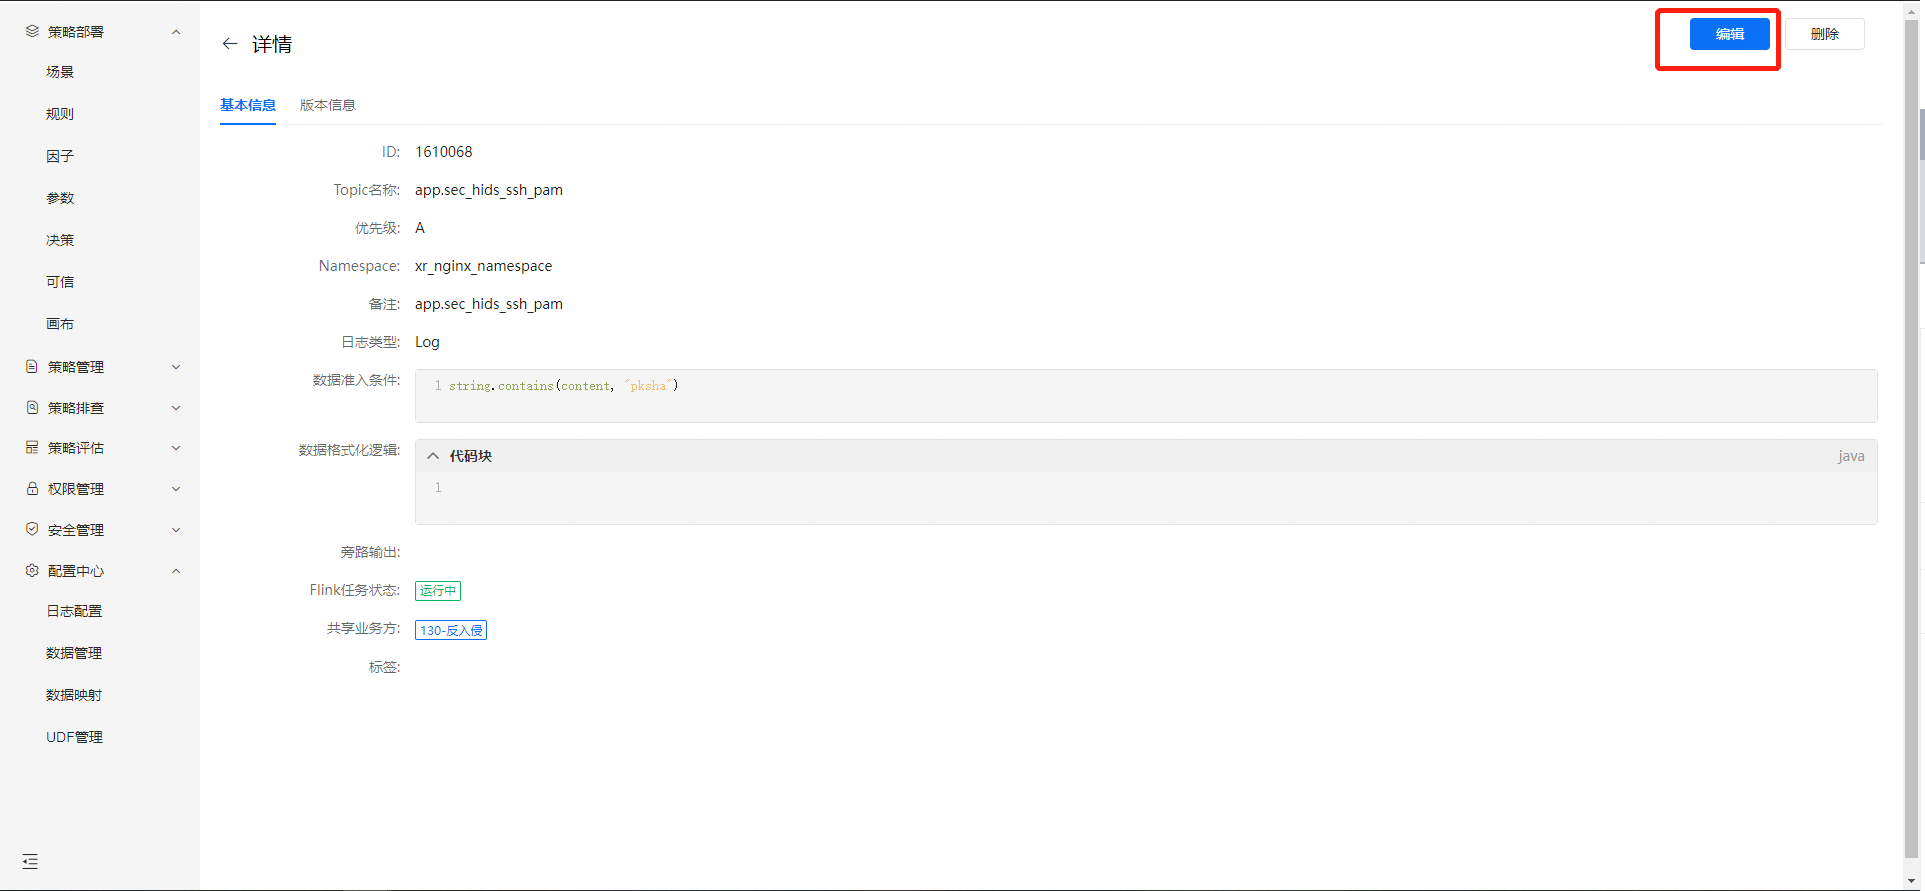 策略部署
场景
规则
因子
参数
决策
可信
画布
策略管理
策略排查
策略评估
权限管理
安全管理
配置中心
日志配置
数据管理
数据映射
UDF管理
详情
编辑
删除
基本信息 版本信息
ID: 1610068
Topic名称: app.sec_hids_ssh_pam
优先级: A
Namespace: xr_nginx_namespace
备注: app.sec_hids_ssh_pam
日志类型: Log
数据准入条件:
1 string.contains(content, "pksha")
数据格式化逻辑:
代码块 java
1
旁路输出:
Flink任务状态: 运行中
共享业务方: 130-反入侵
标签: